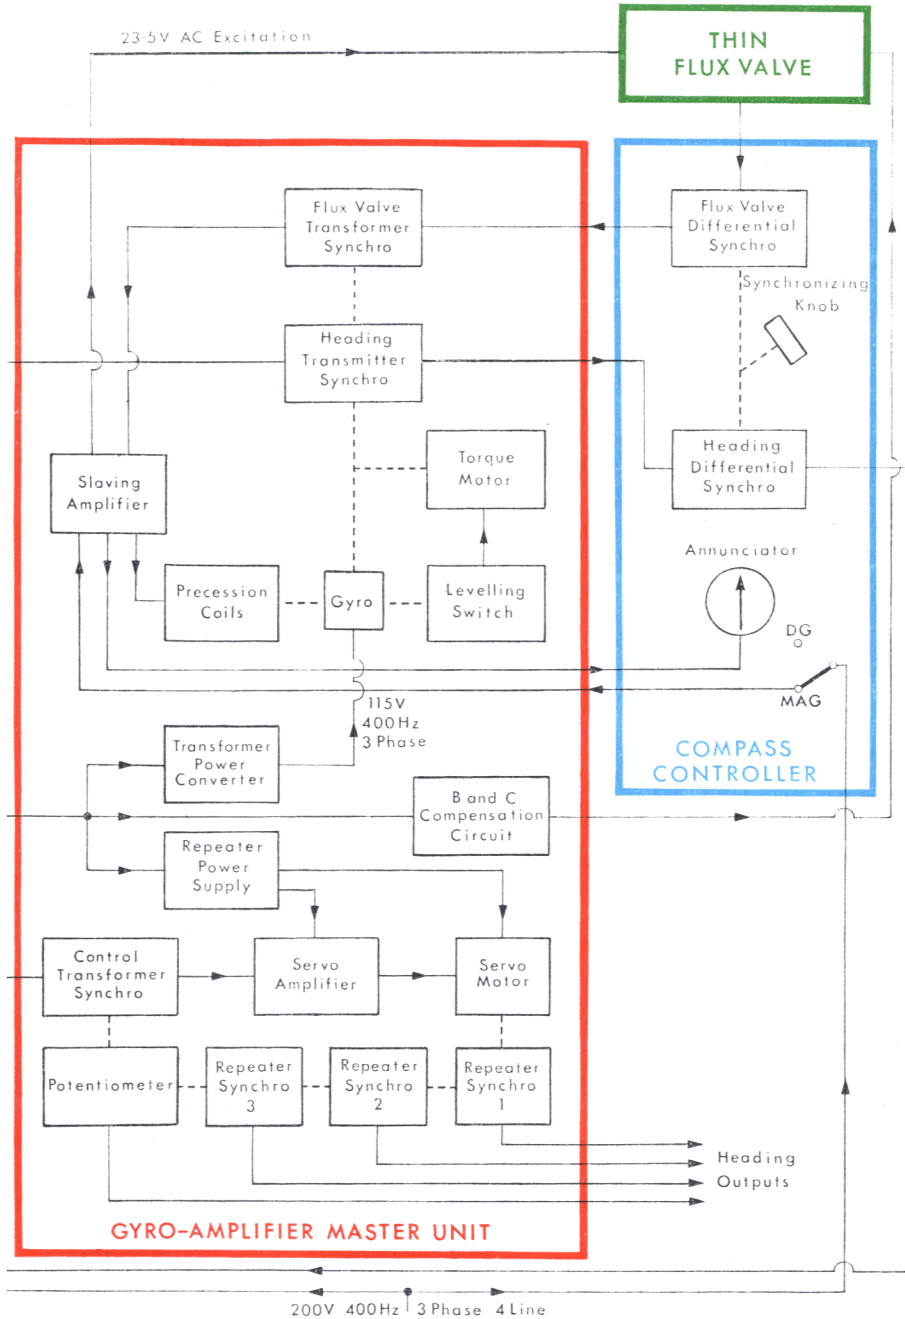 23·5V AC Excitation
THIN
FLUX VALVE
Flux Valve
Transformer
Synchro
Flux Valve
Differential
Synchro
Synchronizing
Knob
Heading
Transmitter
Synchro
Torque
Motor
Heading
Differential
Synchro
Slaving
Amplifier
Annunciator
Precession
Coils
Gyro
Levelling
Switch
DG
MAG
115V
400Hz
3 Phase
Transformer
Power
Converter
COMPASS
CONTROLLER
B and C
Compensation
Circuit
Repeater
Power
Supply
Control
Transformer
Synchro
Servo
Amplifier
Servo
Motor
Potentiometer
Repeater
Synchro
3
Repeater
Synchro
2
Repeater
Synchro
1
Heading
Outputs
GYRO–AMPLIFIER MASTER UNIT
200V 400Hz 3 Phase 4 Line